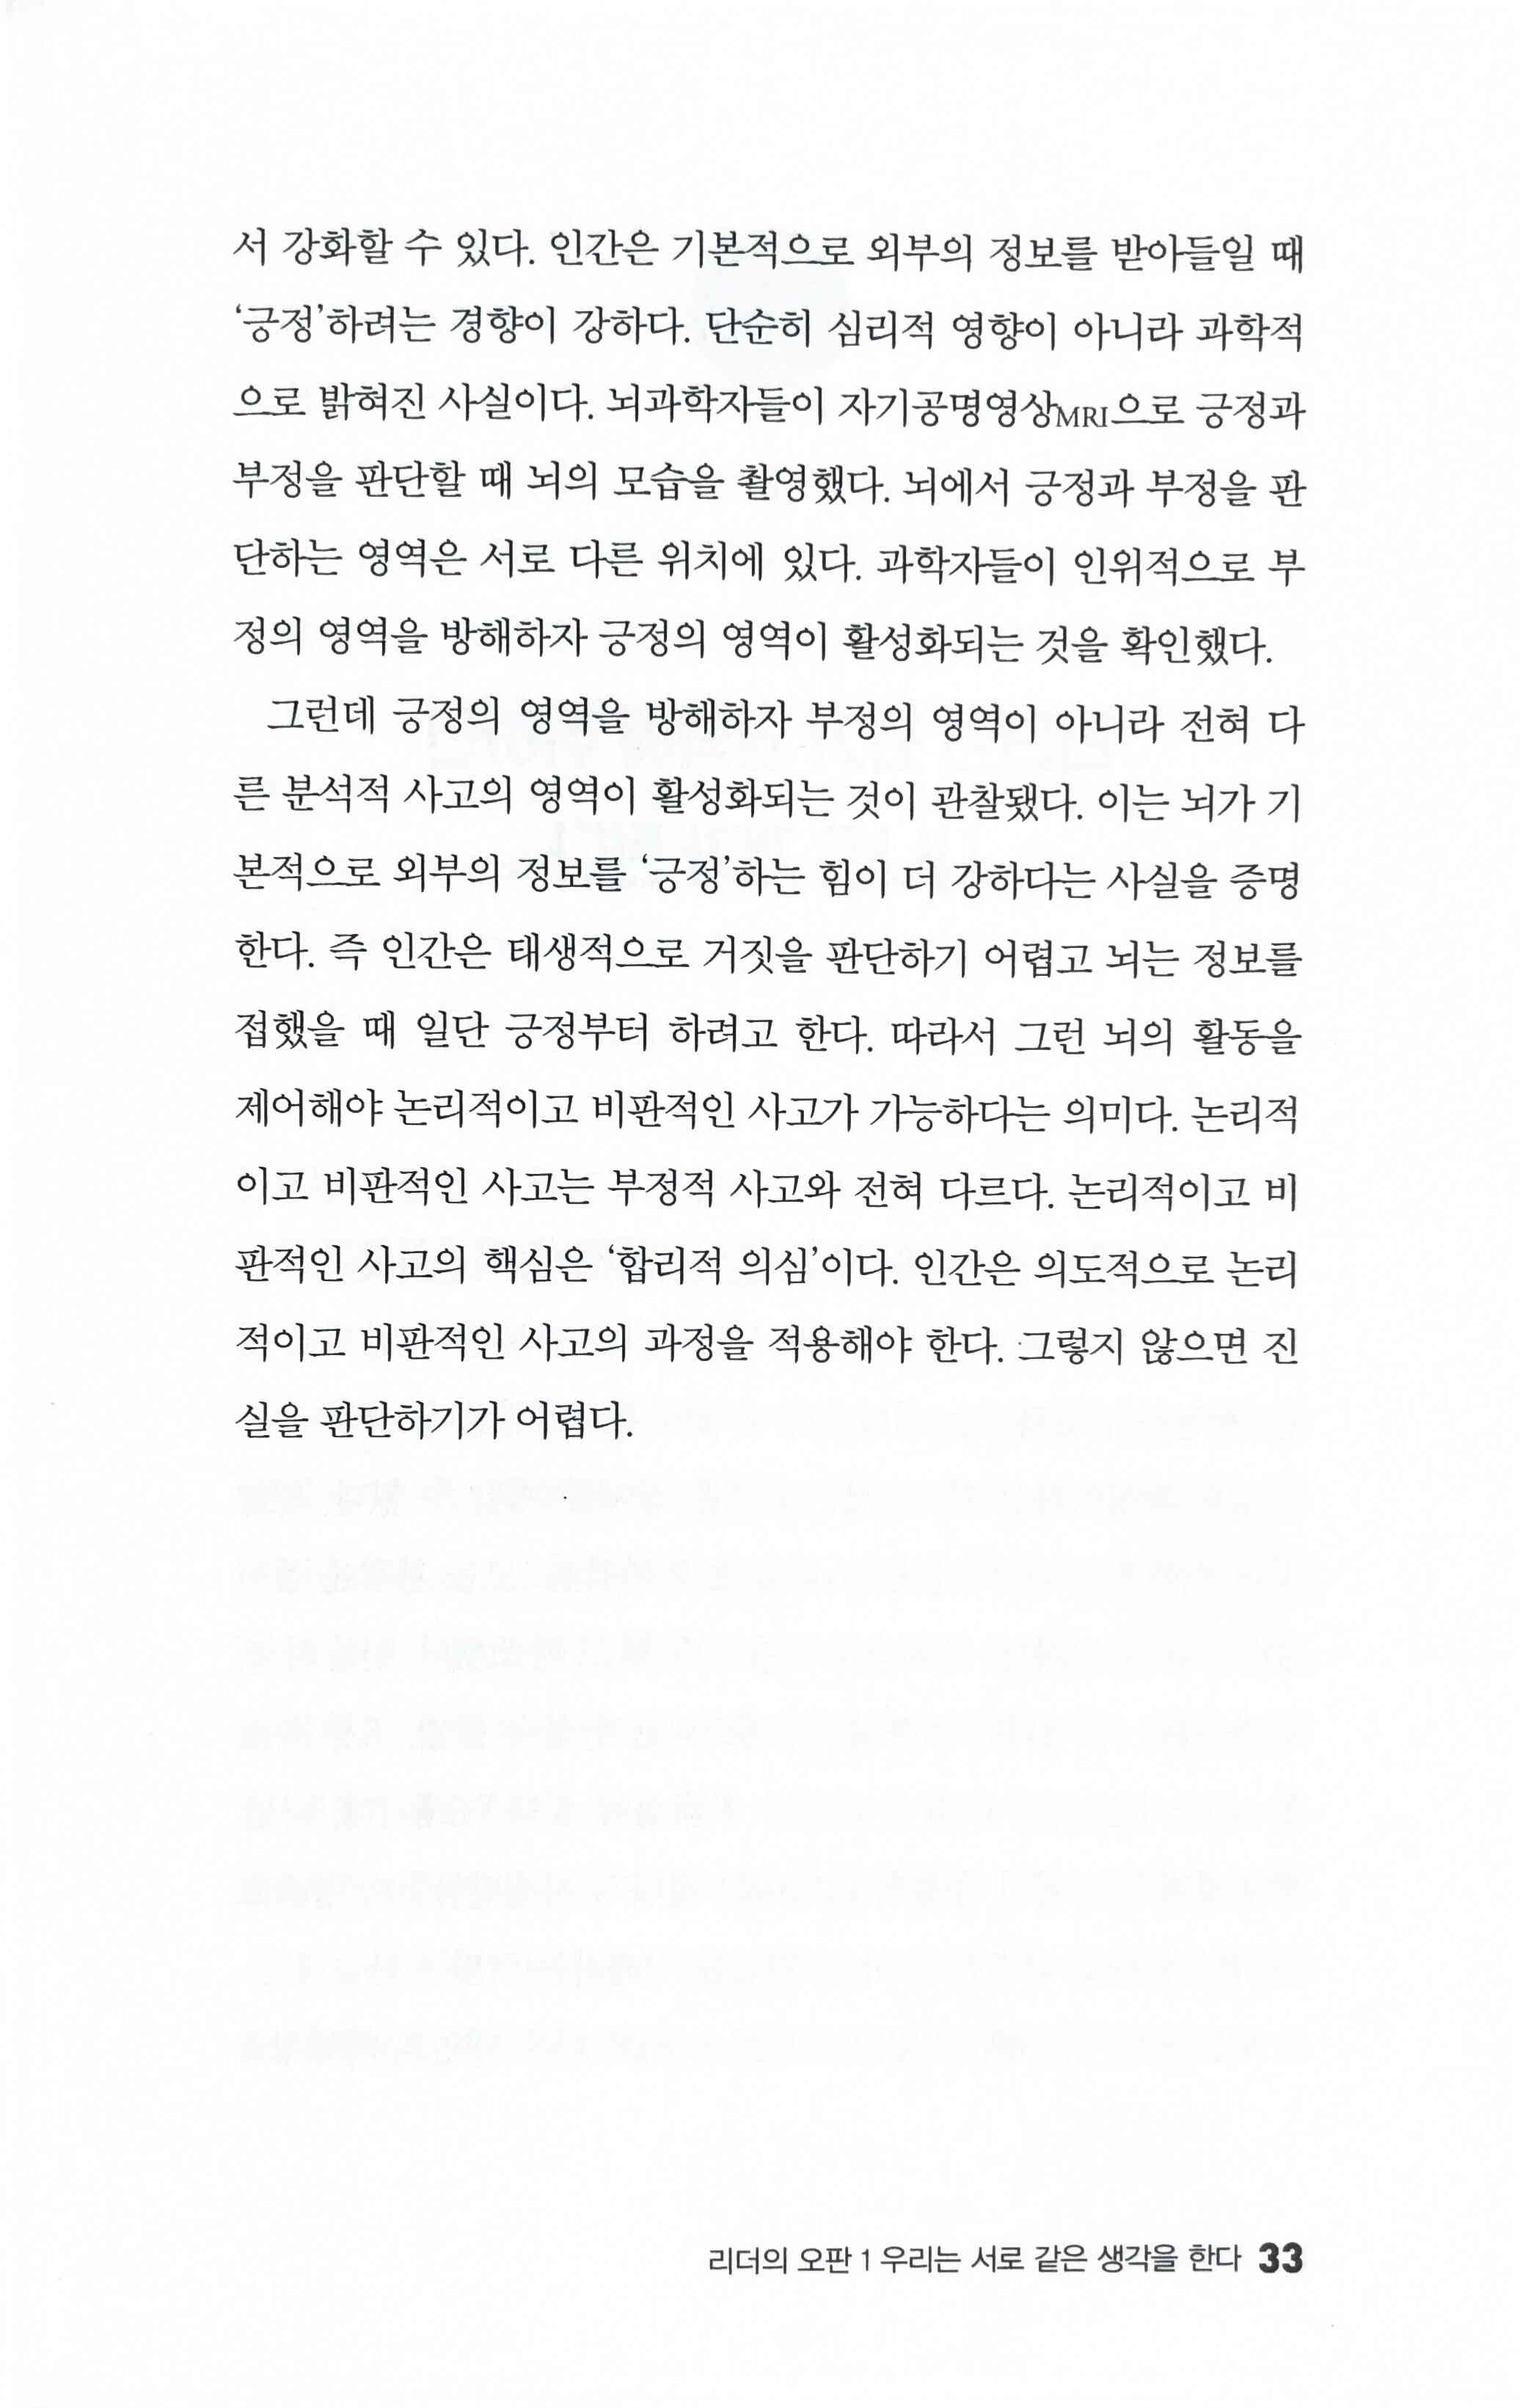 서 강화할 수 있다. 인간은 기본적으로 외부의 정보를 받아들일 때
‘긍정’하려는 경향이 강하다. 단순히 심리적 영향이 아니라 과학적
으로 밝혀진 사실이다. 뇌과학자들이 자기공명영상MRI으로 긍정과
부정을 판단할 때 뇌의 모습을 촬영했다. 뇌에서 긍정과 부정을 판
단하는 영역은 서로 다른 위치에 있다. 과학자들이 인위적으로 부
정의 영역을 방해하자 긍정의 영역이 활성화되는 것을 확인했다.
그런데 긍정의 영역을 방해하자 부정의 영역이 아니라 전혀 다
른 분석적 사고의 영역이 활성화되는 것이 관찰됐다. 이는 뇌가 기
본적으로 외부의 정보를 ‘긍정’하는 힘이 더 강하다는 사실을 증명
한다. 즉 인간은 태생적으로 거짓을 판단하기 어렵고 뇌는 정보를
접했을 때 일단 긍정부터 하려고 한다. 따라서 그런 뇌의 활동을
제어해야 논리적이고 비판적인 사고가 가능하다는 의미다. 논리적
이고 비판적인 사고는 부정적 사고와 전혀 다르다. 논리적이고 비
판적인 사고의 핵심은 ‘합리적 의심’이다. 인간은 의도적으로 논리
적이고 비판적인 사고의 과정을 적용해야 한다. 그렇지 않으면 진
실을 판단하기가 어렵다.
리더의 오판 1 우리는 서로 같은 생각을 한다 33